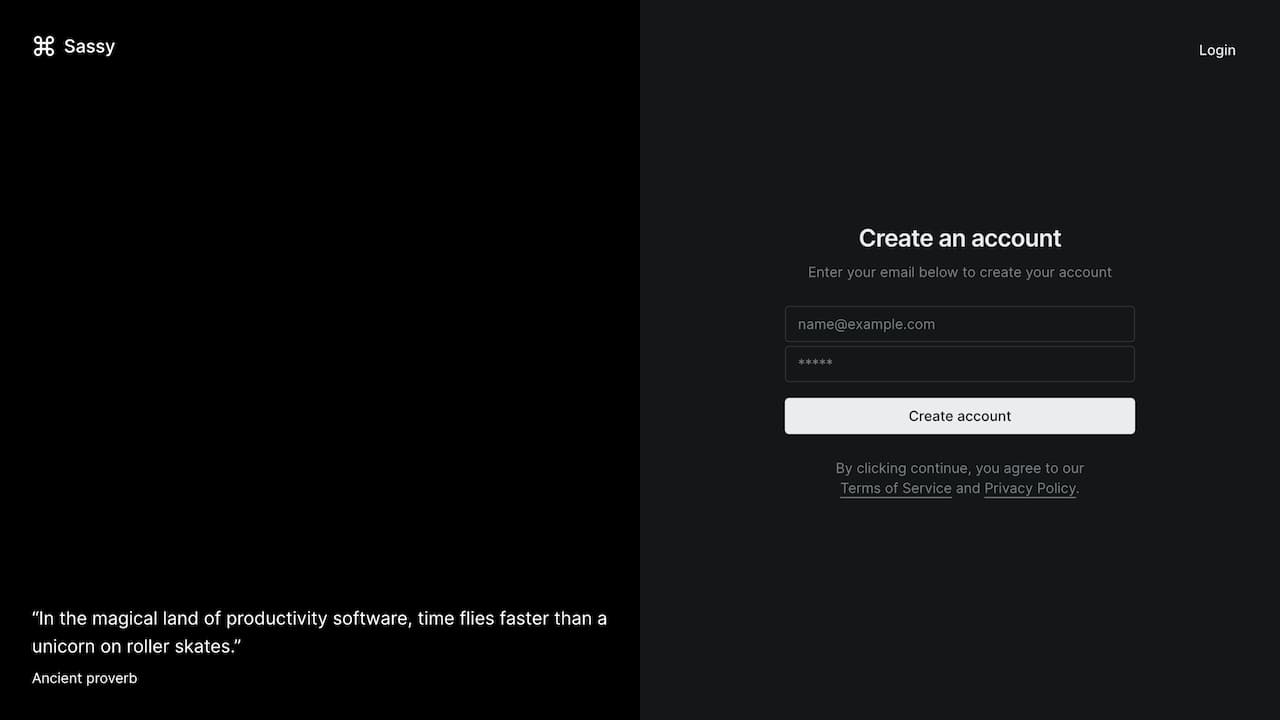 ⌘ Sassy
Login
Create an account
Enter your email below to create your account
name@example.com
*****
Create account
By clicking continue, you agree to our
Terms of Service and Privacy Policy.
“In the magical land of productivity software, time flies faster than a
unicorn on roller skates.”
Ancient proverb